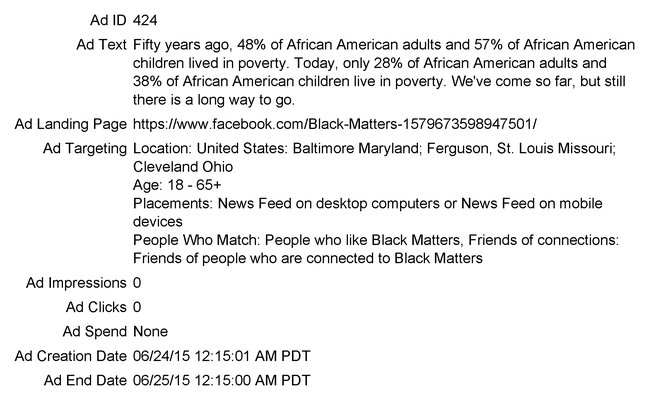 Ad ID 424
Ad Text Fifty years ago, 48% of African American adults and 57% of African American
children lived in poverty. Today, only 28% of African American adults and
38% of African American children live in poverty. We've come so far, but still
there is a long way to go.
Ad Landing Page https://www.facebook.com/Black-Matters-1579673598947501/
Ad Targeting Location: United States: Baltimore Maryland; Ferguson, St. Louis Missouri;
Cleveland Ohio
Age: 18 - 65+
Placements: News Feed on desktop computers or News Feed on mobile
devices
People Who Match: People who like Black Matters, Friends of connections:
Friends of people who are connected to Black Matters
Ad Impressions 0
Ad Clicks 0
Ad Spend None
Ad Creation Date 06/24/15 12:15:01 AM PDT
Ad End Date 06/25/15 12:15:00 AM PDT